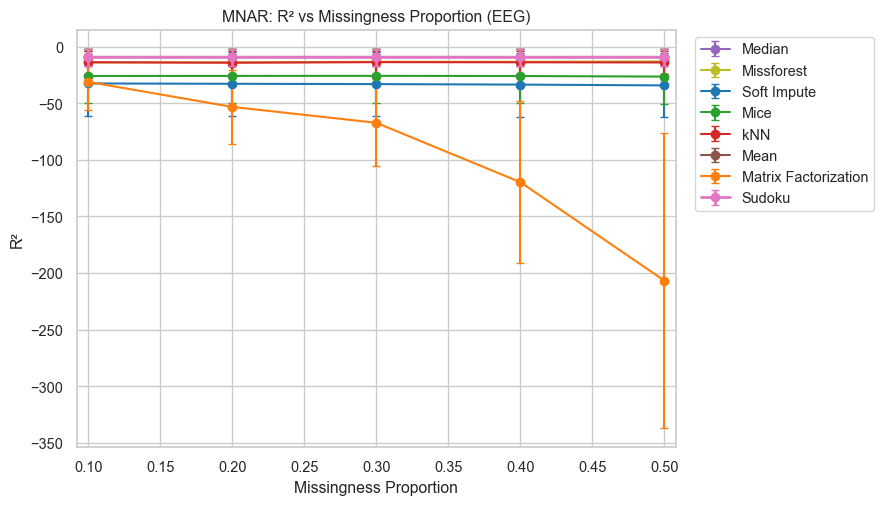 MNAR: R² vs Missingness Proportion (EEG)
0
−50
−100
−150
−200
−250
−300
−350
R²
0.10
0.15
0.20
0.25
0.30
0.35
0.40
0.45
0.50
Missingness Proportion
Median
Missforest
Soft Impute
Mice
kNN
Mean
Matrix Factorization
Sudoku